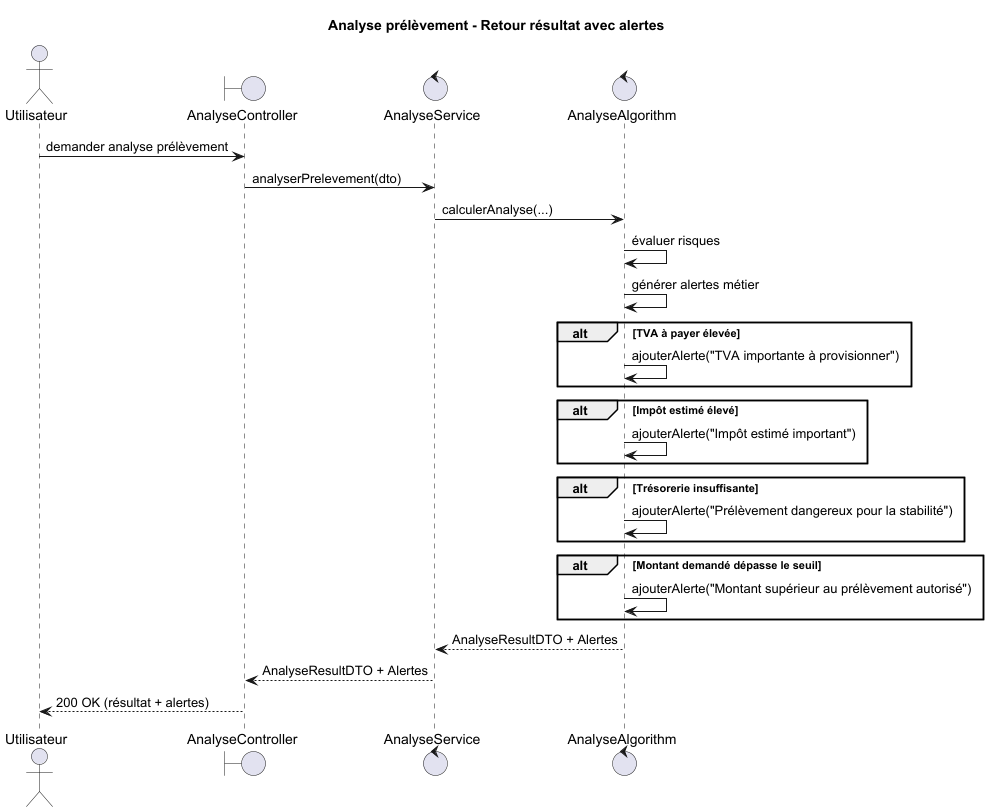 Analyse prélèvement - Retour résultat avec alertes
Utilisateur
AnalyseController
AnalyseService
AnalyseAlgorithm
demander analyse prélèvement
analyserPrelevement(dto)
calculerAnalyse(...)
évaluer risques
générer alertes métier
alt [TVA à payer élevée]
ajouterAlerte("TVA importante à provisionner")
alt [Impôt estimé élevé]
ajouterAlerte("Impôt estimé important")
alt [Trésorerie insuffisante]
ajouterAlerte("Prélèvement dangereux pour la stabilité")
alt [Montant demandé dépasse le seuil]
ajouterAlerte("Montant supérieur au prélèvement autorisé")
AnalyseResultDTO + Alertes
AnalyseResultDTO + Alertes
200 OK (résultat + alertes)
Utilisateur
AnalyseController
AnalyseService
AnalyseAlgorithm